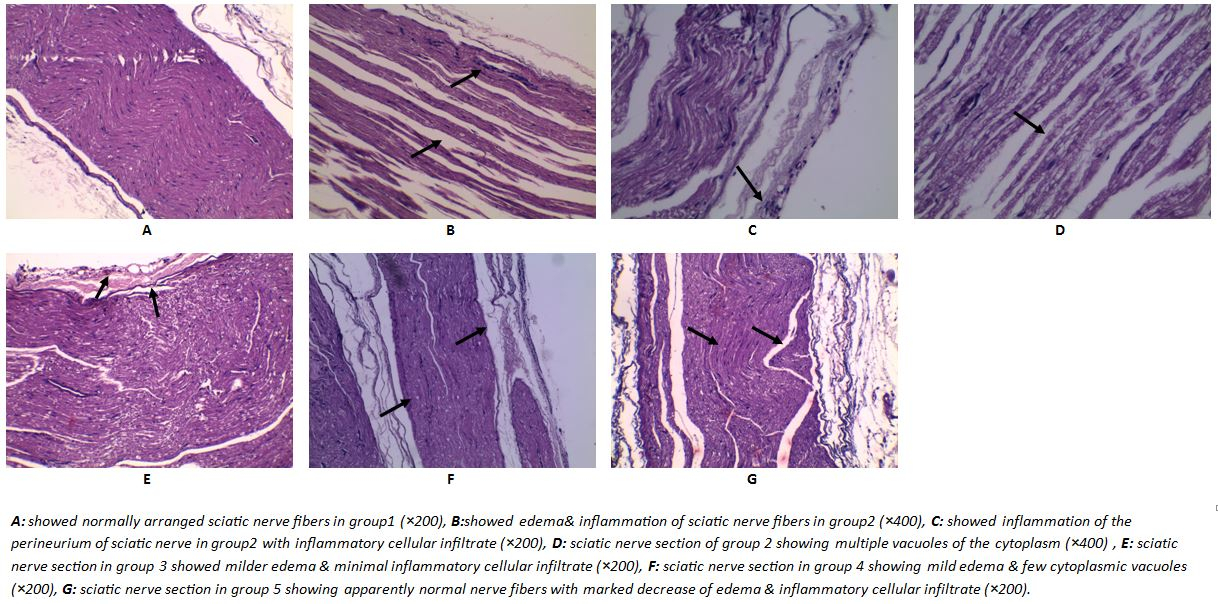 A
B
C
D
E
F
G
A: showed normally arranged sciatic nerve fibers in group1 (×200), B:showed edema& inflammation of sciatic nerve fibers in group2 (×400), C: showed inflammation of the
perineurium of sciatic nerve in group2 with inflammatory cellular infiltrate (×200), D: sciatic nerve section of group 2 showing multiple vacuoles of the cytoplasm (×400) , E: sciatic
nerve section in group 3 showed milder edema & minimal inflammatory cellular infiltrate (×200), F: sciatic nerve section in group 4 showing mild edema & few cytoplasmic vacuoles
(×200), G: sciatic nerve section in group 5 showing apparently normal nerve fibers with marked decrease of edema & inflammatory cellular infiltrate (×200).